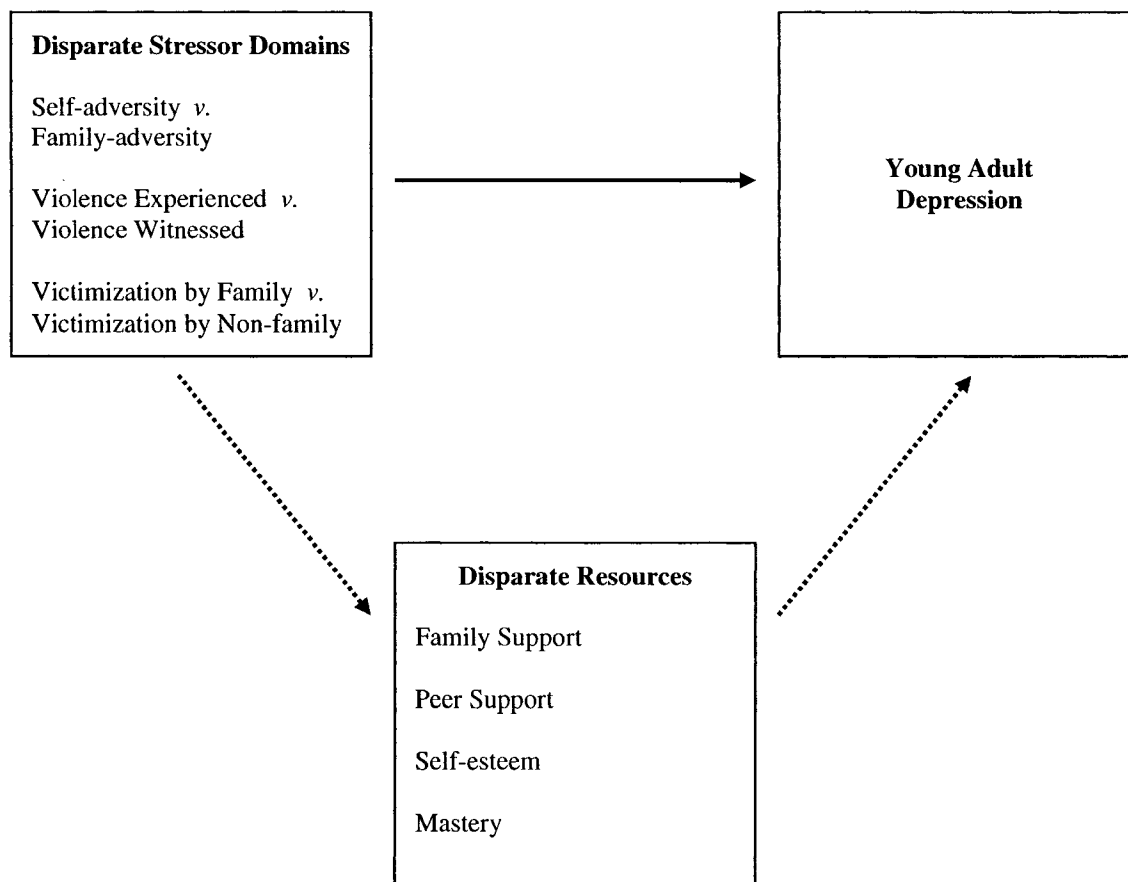 Disparate Stressor Domains
Self-adversity v.
Family-adversity
Violence Experienced v.
Violence Witnessed
Victimization by Family v.
Victimization by Non-family
Young Adult
Depression
Disparate Resources
Family Support
Peer Support
Self-esteem
Mastery